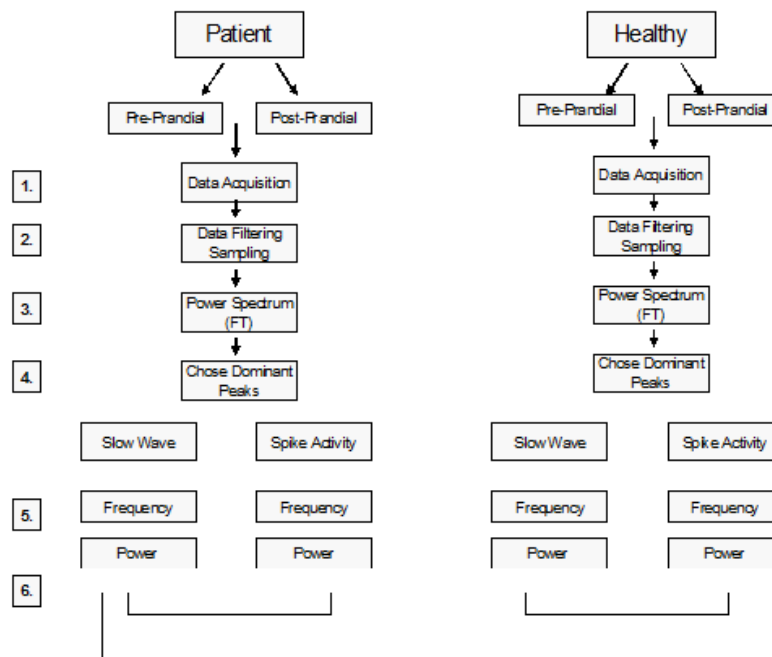 Patient
Healthy
Pre-Prandial
Post-Prandial
Pre-Prandial
Post-Prandial
1.
Data Acquisition
Data Acquisition
2.
Data Filtering
Sampling
Data Filtering
Sampling
3.
Power Spectrum
(FT)
Power Spectrum
(FT)
4.
Chose Dominant
Peaks
Chose Dominant
Peaks
Slow Wave
Spike Activity
Slow Wave
Spike Activity
5.
Frequency
Frequency
Frequency
Frequency
Power
Power
Power
Power
6.